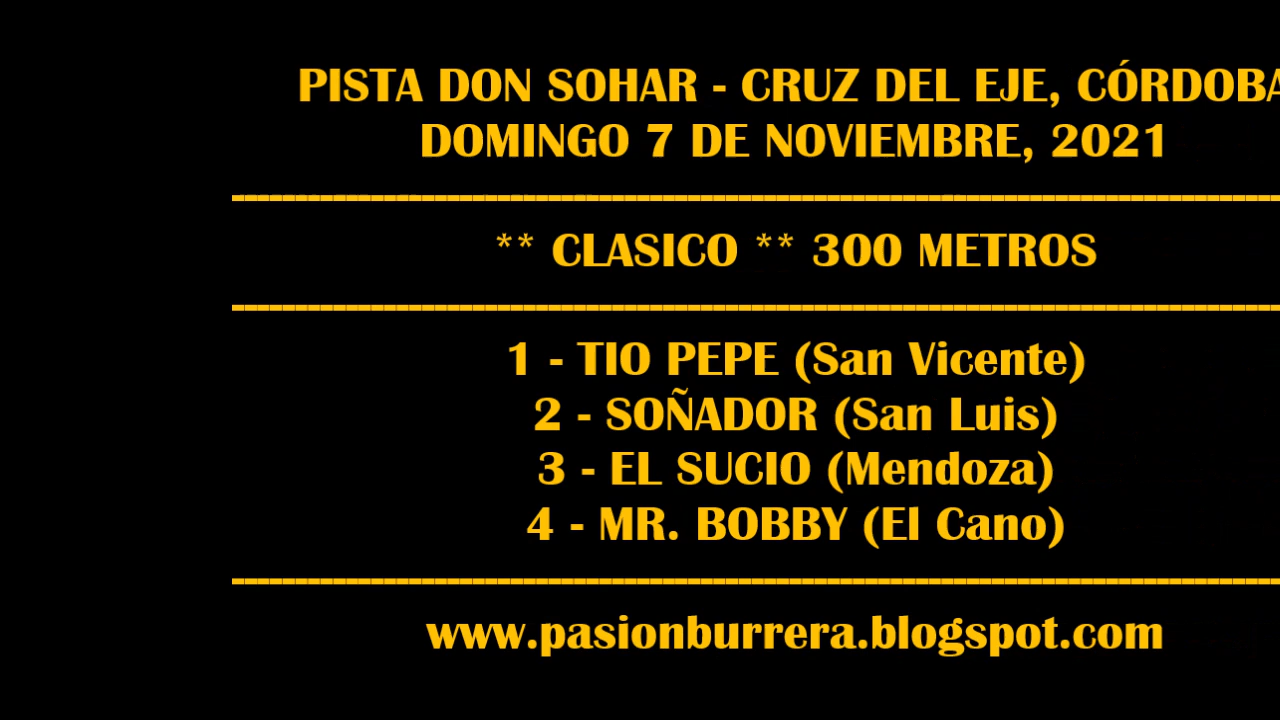 PISTA DON SOHAR - CRUZ DEL EJE, CÓRDOBA
DOMINGO 7 DE NOVIEMBRE, 2021
** CLASICO ** 300 METROS
1 - TIO PEPE (San Vicente)
2 - SOÑADOR (San Luis)
3 - EL SUCIO (Mendoza)
4 - MR. BOBBY (El Cano)
www.pasionburrera.blogspot.com